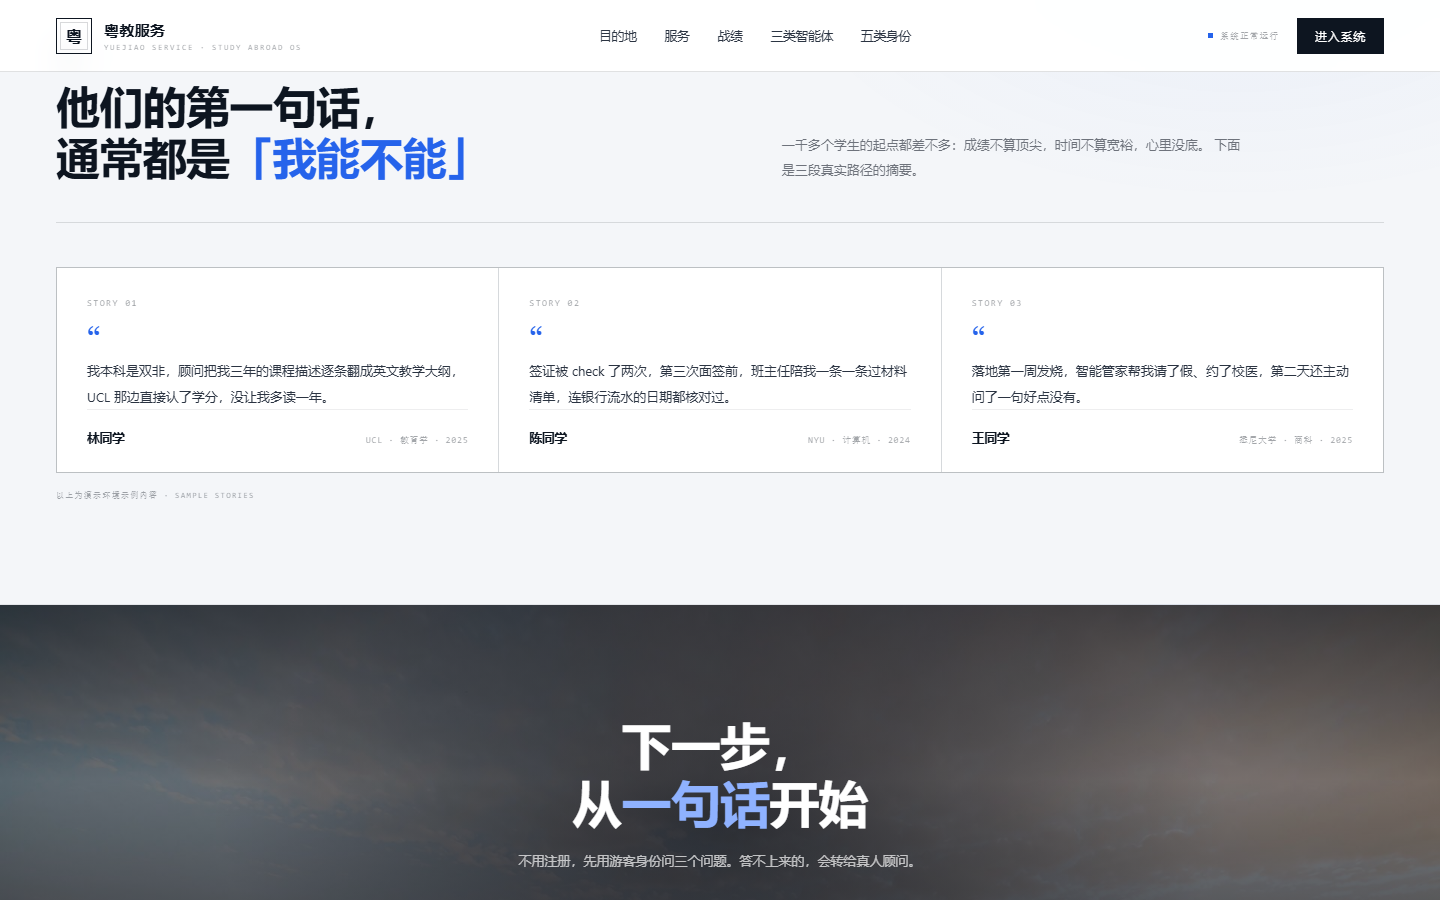 粤
粤教服务
YUEJIAO SERVICE · STUDY ABROAD OS
目的地
服务
战绩
三类智能体
五类身份
系统正常运行
进入系统
他们的第一句话，
通常都是「我能不能」
一千多个学生的起点都差不多：成绩不算顶尖，时间不算宽裕，心里没底。 下面
是三段真实路径的摘要。
STORY 01
“
我本科是双非，顾问把我三年的课程描述逐条翻成英文教学大纲，
UCL 那边直接认了学分，没让我多读一年。
林同学
UCL · 教育学 · 2025
STORY 02
“
签证被 check 了两次，第三次面签前，班主任陪我一条一条过材料
清单，连银行流水的日期都核对过。
陈同学
NYU · 计算机 · 2024
STORY 03
“
落地第一周发烧，智能管家帮我请了假、约了校医，第二天还主动
问了一句好点没有。
王同学
悉尼大学 · 商科 · 2025
以上为演示环境示例内容 · SAMPLE STORIES
下一步，
从一句话开始
不用注册，先用游客身份问三个问题。答不上来的，会转给真人顾问。